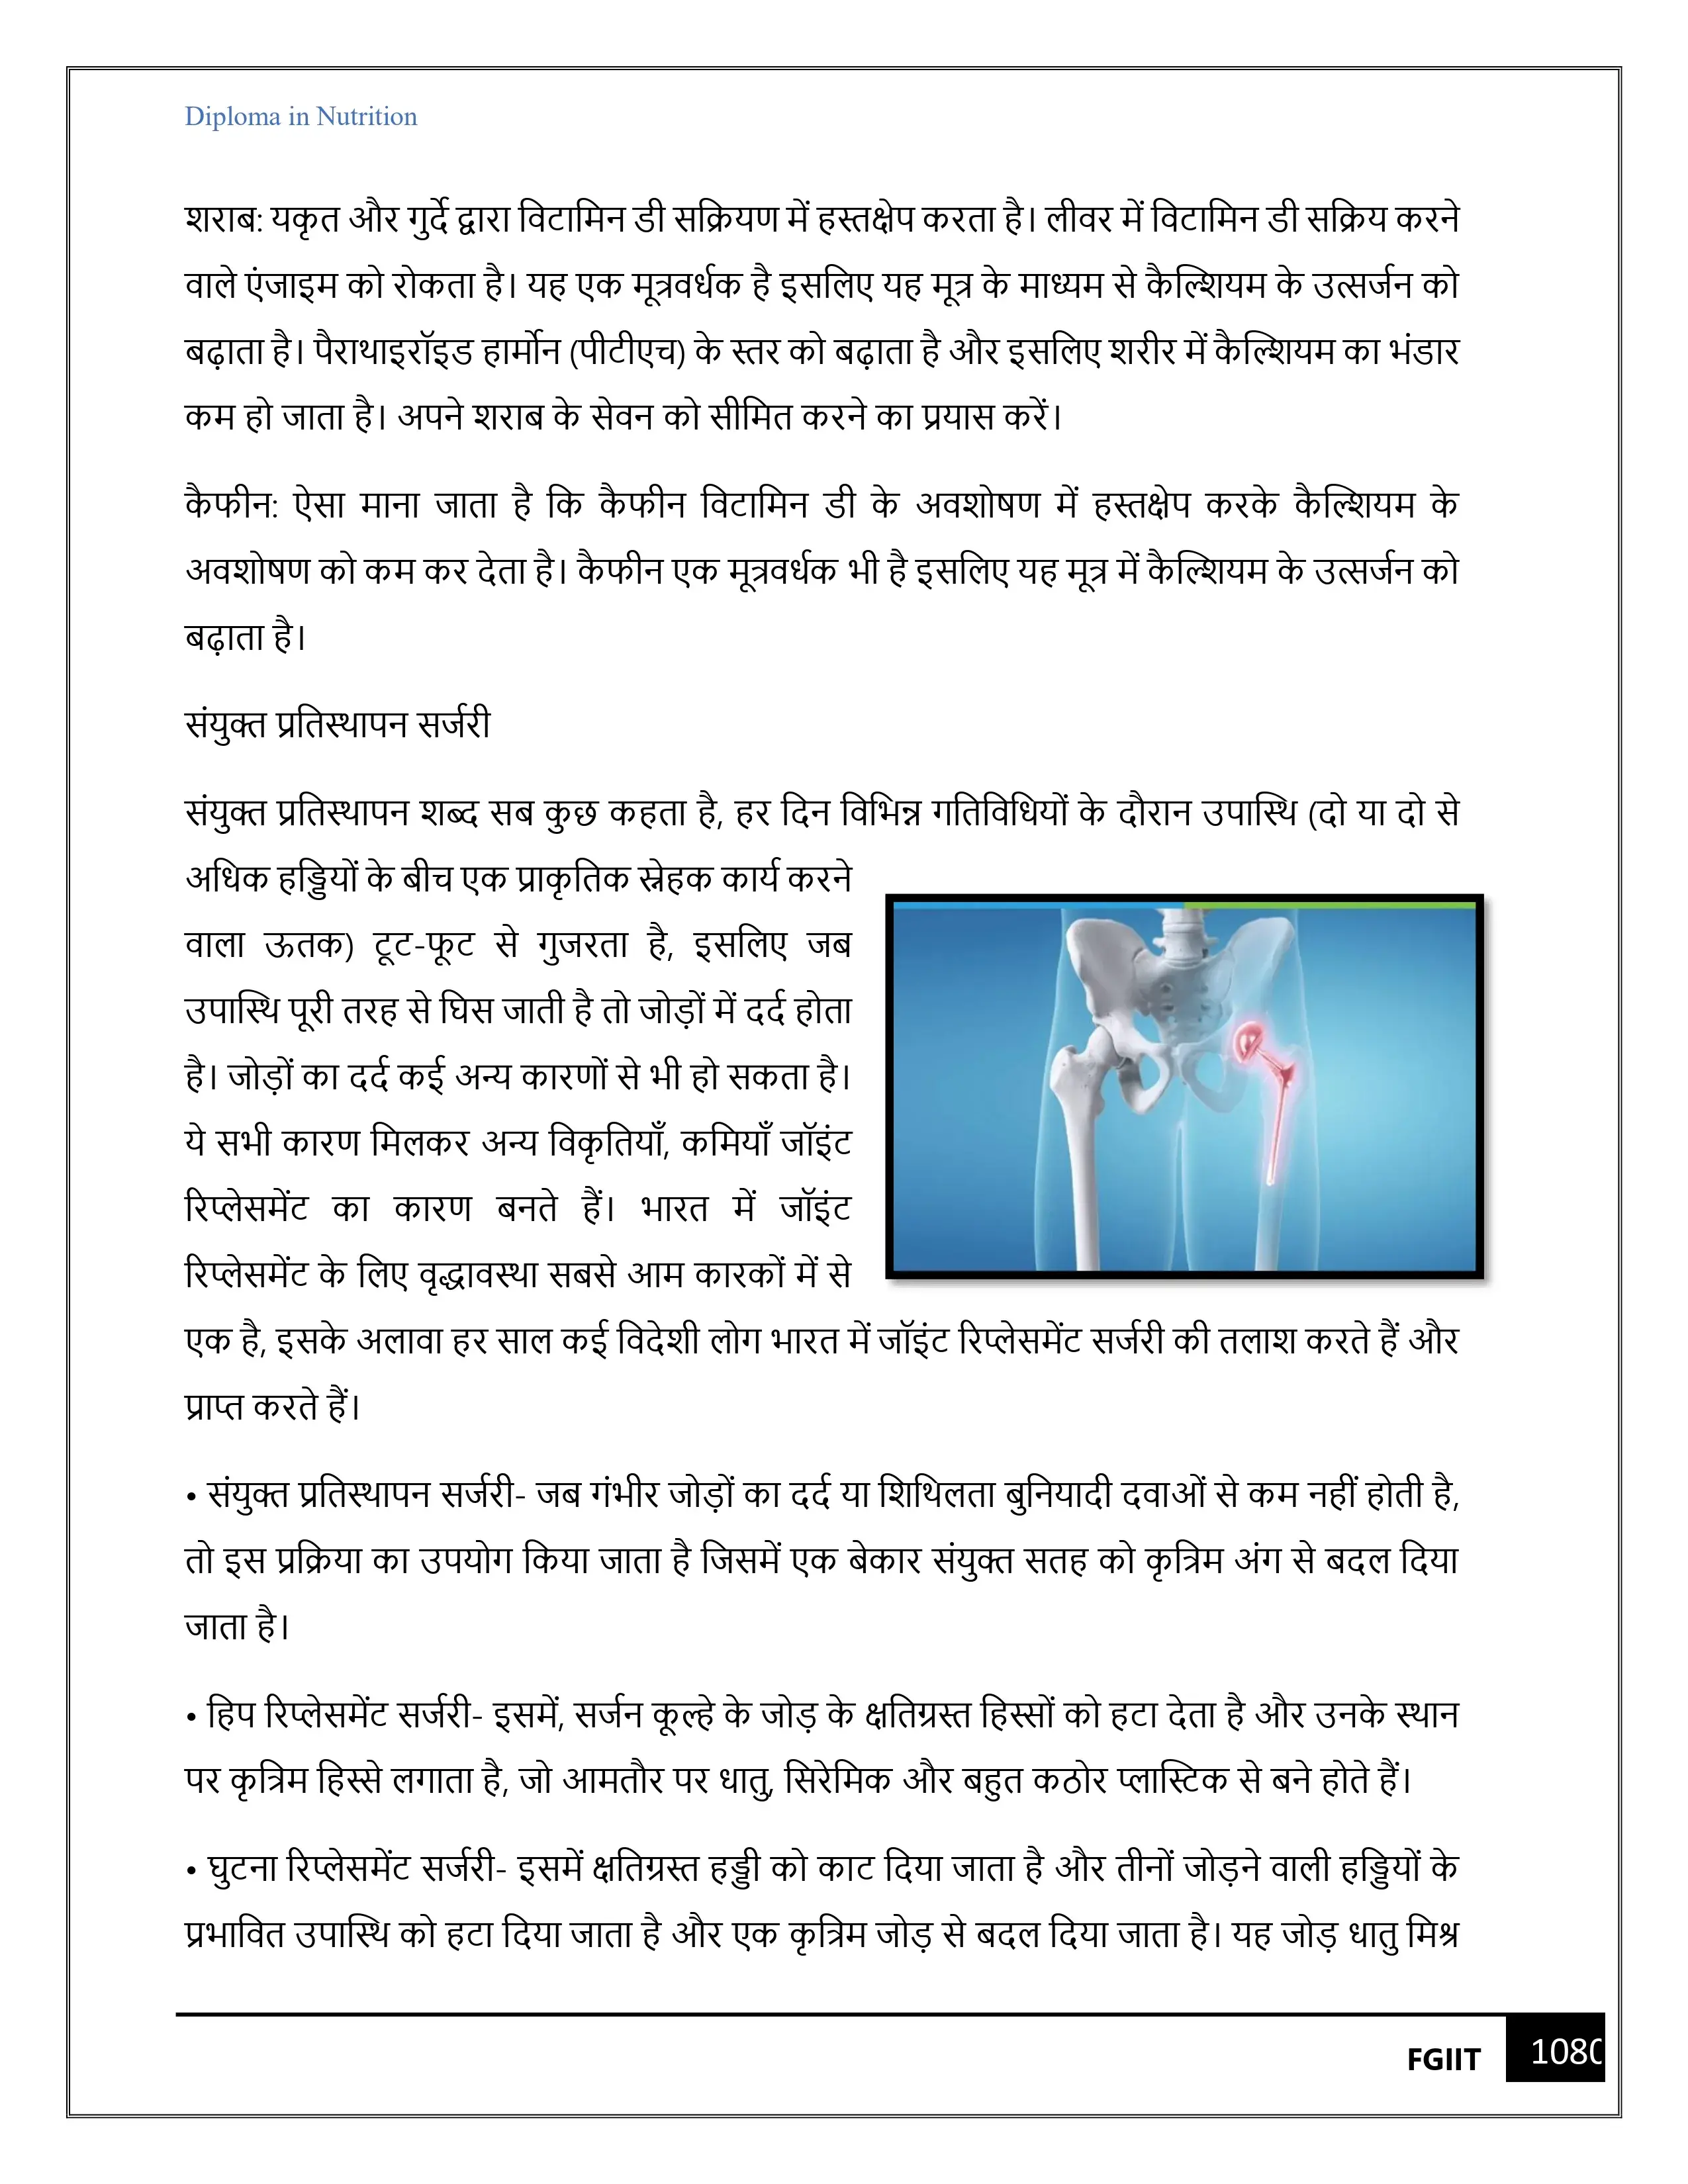 Diploma in Nutrition
शराब: यकृत और गुर्दे द्वारा विटामिन डी सक्रियण में हस्तक्षेप करता है। लीवर में विटामिन डी सक्रिय करने
वाले एंजाइम को रोकता है। यह एक मूत्रवर्धक है इसलिए यह मूत्र के माध्यम से कैल्शियम के उत्सर्जन को
बढ़ाता है। पैराथाइरॉइड हार्मोन (पीटीएच) के स्तर को बढ़ाता है और इसलिए शरीर में कैल्शियम का भंडार
कम हो जाता है। अपने शराब के सेवन को सीमित करने का प्रयास करें।
कैफीन: ऐसा माना जाता है कि कैफीन विटामिन डी के अवशोषण में हस्तक्षेप करके कैल्शियम के
अवशोषण को कम कर देता है। कैफीन एक मूत्रवर्धक भी है इसलिए यह मूत्र में कैल्शियम के उत्सर्जन को
बढ़ाता है।
संयुक्त प्रतिस्थापन सर्जरी
संयुक्त प्रतिस्थापन शब्द सब कुछ कहता है, हर दिन विभिन्न गतिविधियों के दौरान उपास्थि (दो या दो से
अधिक हड्डियों के बीच एक प्राकृतिक स्नेहक कार्य करने
वाला ऊतक) टूट-फूट से गुजरता है, इसलिए जब
उपास्थि पूरी तरह से घिस जाती है तो जोड़ों में दर्द होता
है। जोड़ों का दर्द कई अन्य कारणों से भी हो सकता है।
ये सभी कारण मिलकर अन्य विकृतियाँ, कमियाँ जॉइंट
रिप्लेसमेंट का कारण बनते हैं। भारत में जॉइंट
रिप्लेसमेंट के लिए वृद्धावस्था सबसे आम कारकों में से
एक है, इसके अलावा हर साल कई विदेशी लोग भारत में जॉइंट रिप्लेसमेंट सर्जरी की तलाश करते हैं और
प्राप्त करते हैं।
• संयुक्त प्रतिस्थापन सर्जरी- जब गंभीर जोड़ों का दर्द या शिथिलता बुनियादी दवाओं से कम नहीं होती है,
तो इस प्रक्रिया का उपयोग किया जाता है जिसमें एक बेकार संयुक्त सतह को कृत्रिम अंग से बदल दिया
जाता है।
• हिप रिप्लेसमेंट सर्जरी- इसमें, सर्जन कूल्हे के जोड़ के क्षतिग्रस्त हिस्सों को हटा देता है और उनके स्थान
पर कृत्रिम हिस्से लगाता है, जो आमतौर पर धातु, सिरेमिक और बहुत कठोर प्लास्टिक से बने होते हैं।
• घुटना रिप्लेसमेंट सर्जरी- इसमें क्षतिग्रस्त हड्डी को काट दिया जाता है और तीनों जोड़ने वाली हड्डियों के
प्रभावित उपास्थि को हटा दिया जाता है और एक कृत्रिम जोड़ से बदल दिया जाता है। यह जोड़ धातु मिश्र
FGIIT 1080